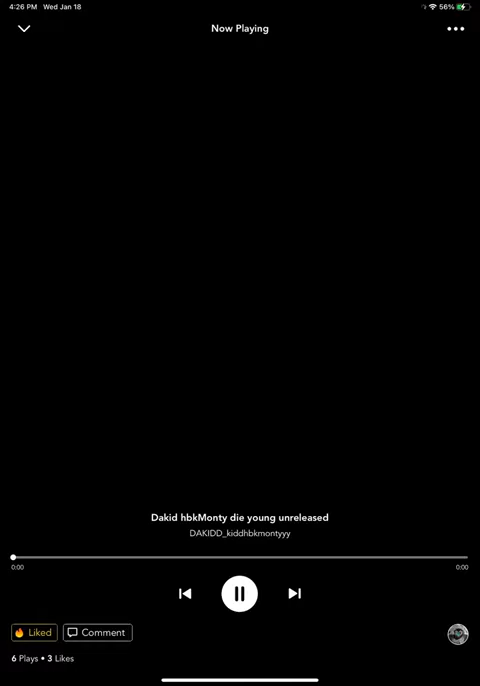 4:26 PM Wed Jan 18 56%
Now Playing
Dakid hbkMonty die young unreleased
DAKIDD_kiddhbkmontyyy
0:00 0:00
Liked Comment
6 Plays • 3 Likes